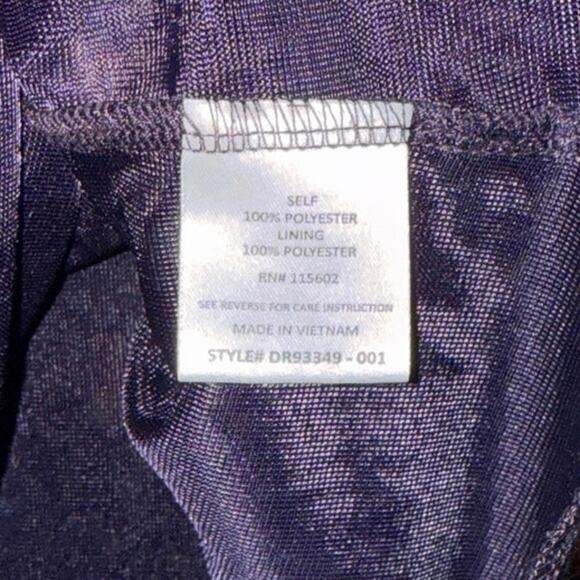 SELF
100% POLYESTER
LINING
100% POLYESTER
RN# 115602
SEE REVERSE FOR CARE INSTRUCTION
MADE IN VIETNAM
STYLE# DR93349 - 001